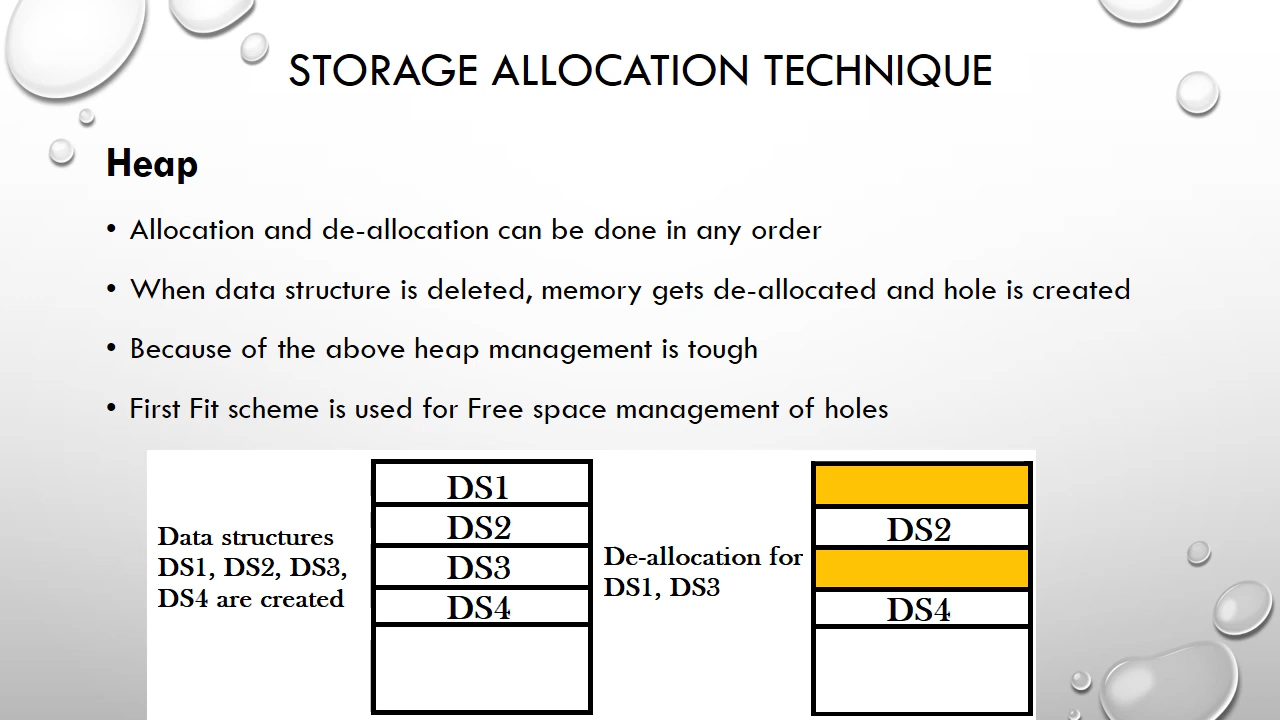 STORAGE ALLOCATION TECHNIQUE
Heap
• Allocation and de-allocation can be done in any order
• When data structure is deleted, memory gets de-allocated and hole is created
• Because of the above heap management is tough
• First Fit scheme is used for Free space management of holes
Data structures
DS1, DS2, DS3,
DS4 are created
DS1
DS2
DS3
DS4
De-allocation for
DS1, DS3
DS2
DS4